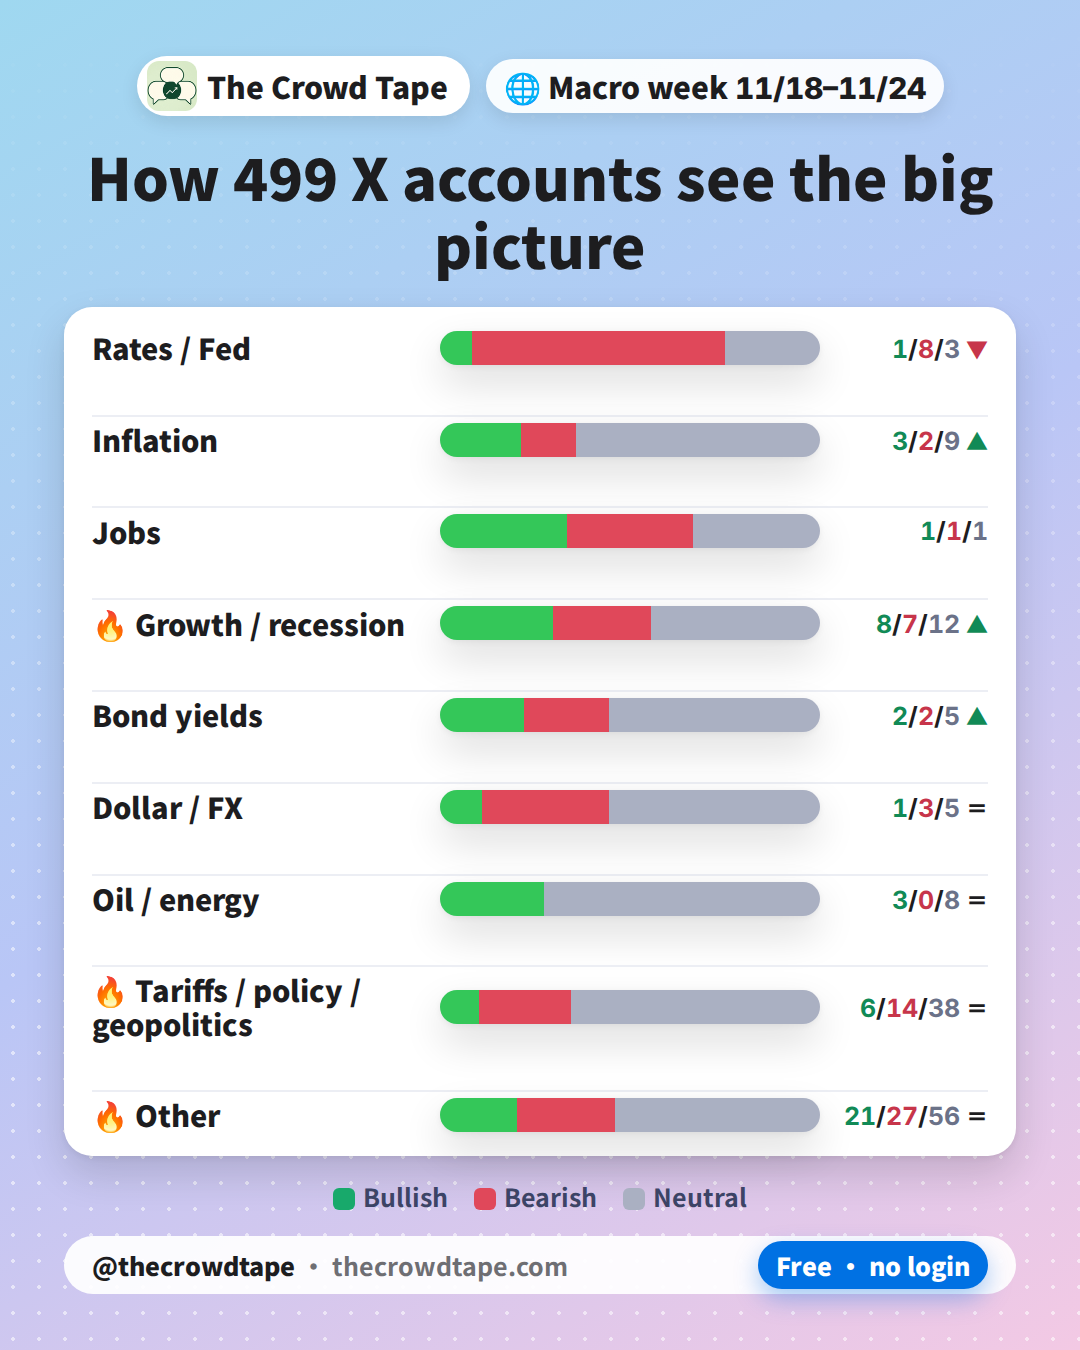 The Crowd Tape
🌐 Macro week 11/18–11/24
How 499 X accounts see the big
picture
Rates / Fed 1/8/3 ▼
Inflation 3/2/9 ▲
Jobs 1/1/1
🔥 Growth / recession 8/7/12 ▲
Bond yields 2/2/5 ▲
Dollar / FX 1/3/5 =
Oil / energy 3/0/8 =
🔥 Tariffs / policy /
geopolitics 6/14/38 =
🔥 Other 21/27/56 =
Bullish Bearish Neutral
@thecrowdtape • thecrowdtape.com Free • no login